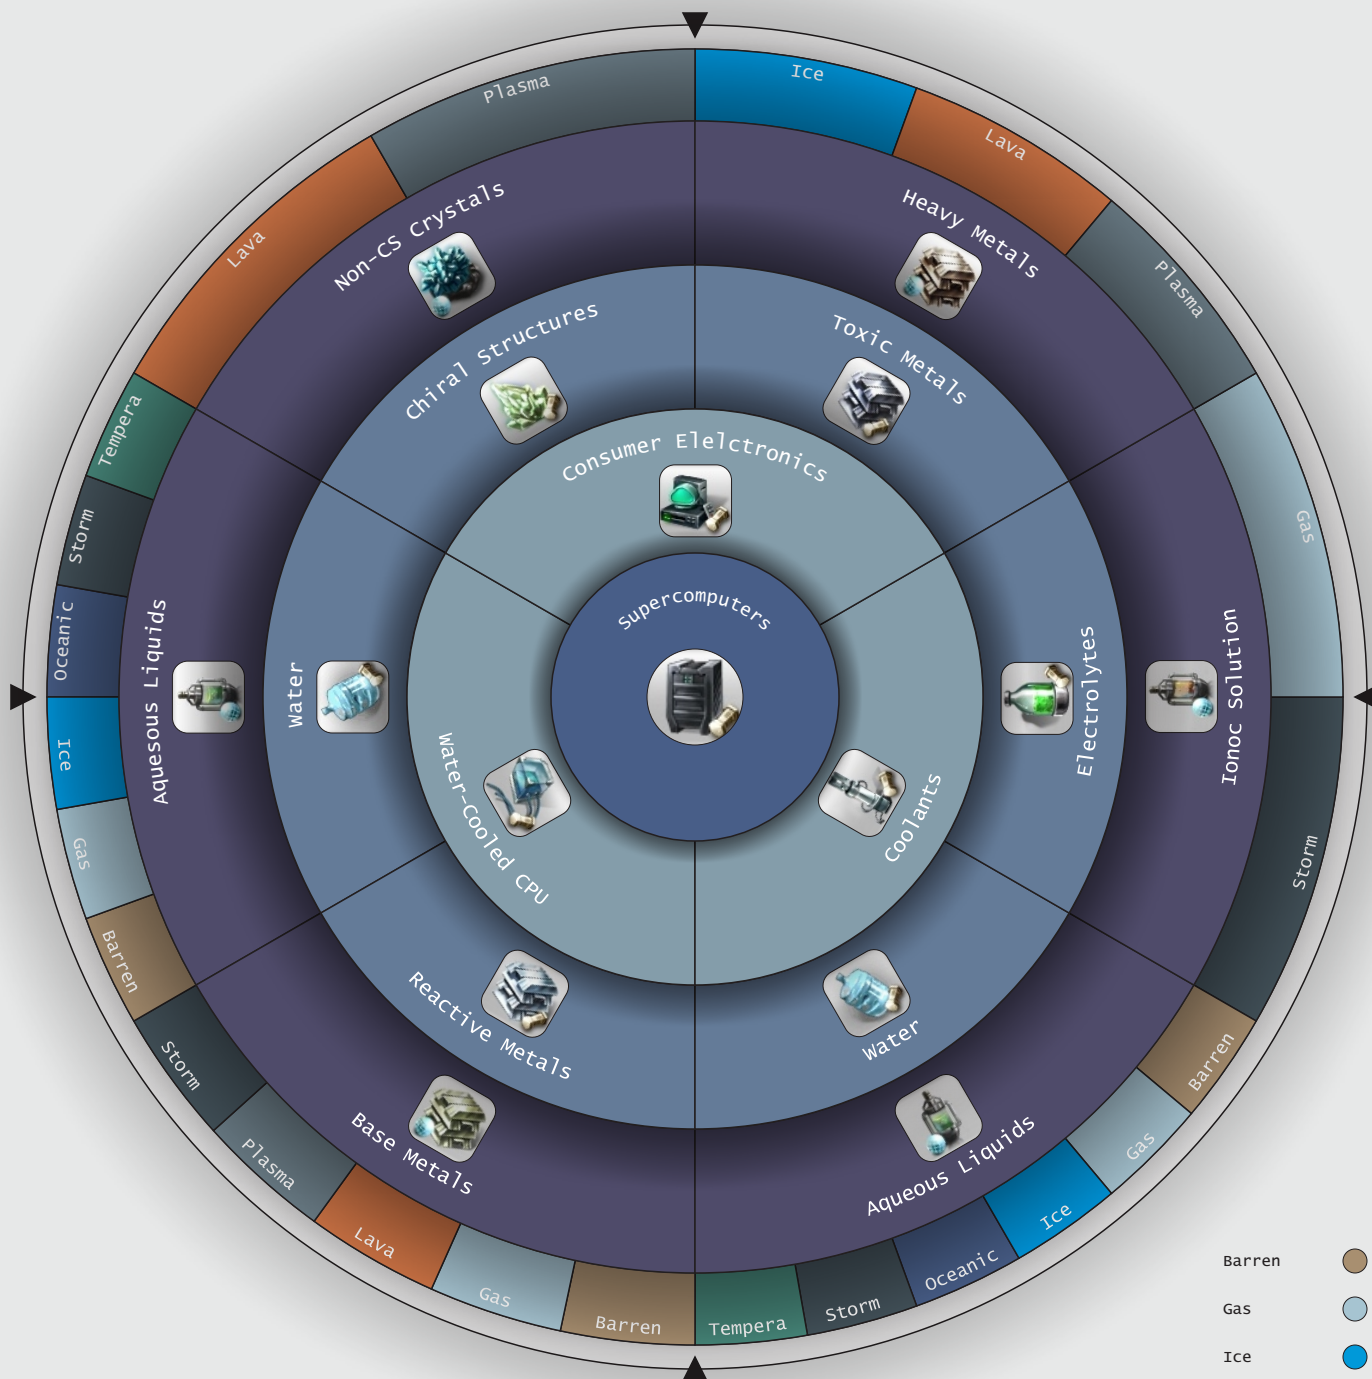 Ice
Lava
Plasma
Gas
Storm
Barren
Gas
Ice
Oceanic
Storm
Tempera
Barren
Gas
Lava
Plasma
Storm
Barren
Gas
Ice
Oceanic
Storm
Tempera
Lava
Plasma
Heavy Metals
Ionoc Solution
Aqueous Liquids
Base Metals
Aquesous Liquids
Non-CS Crystals
Toxic Metals
Electrolytes
Water
Reactive Metals
Water
Chiral Structures
Consumer Elelctronics
Coolants
Water-Cooled CPU
Supercomputers
Barren
Gas
Ice